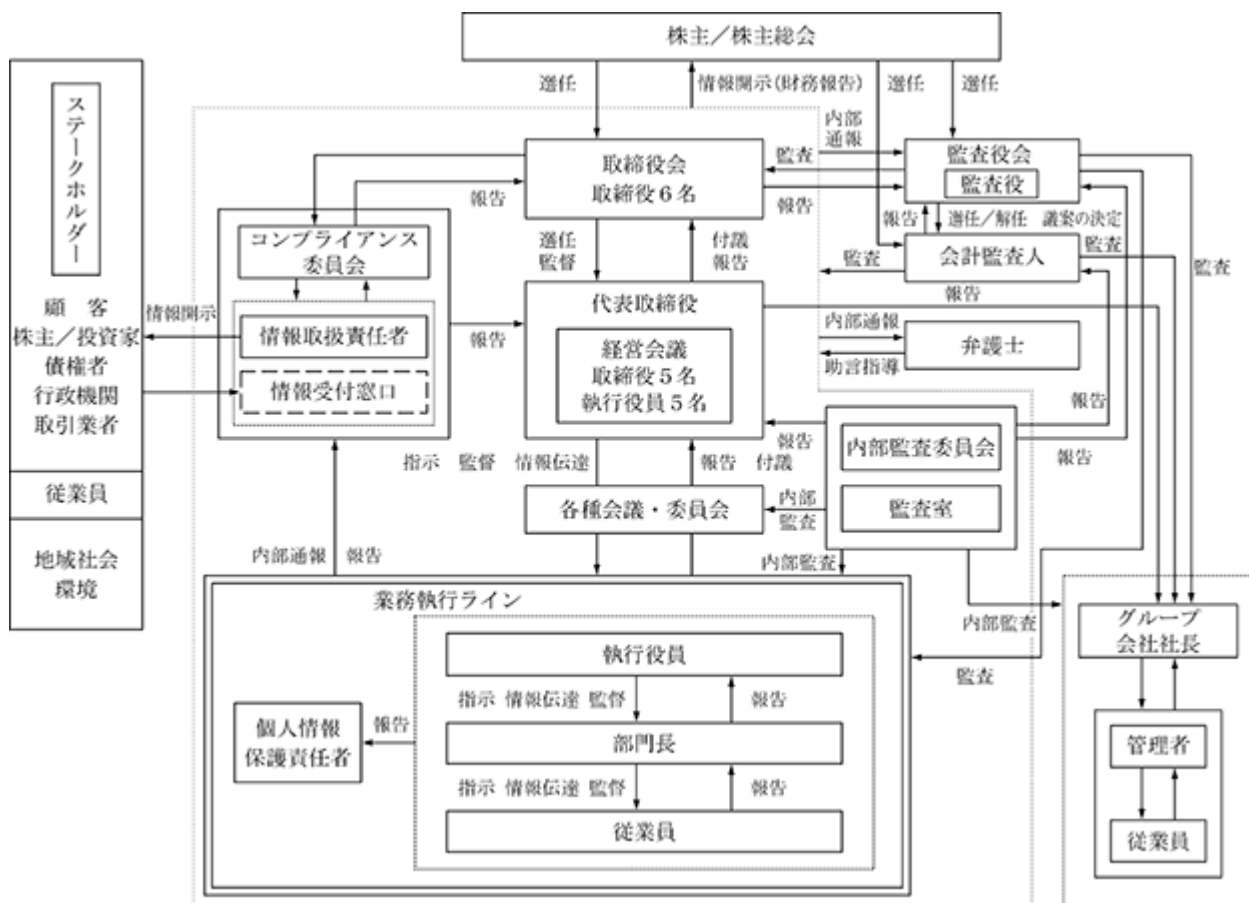 株主／株主総会
選任
情報開示(財務報告)
選任
選任
ステークホルダー
顧　客
株主／投資家
債権者
行政機関
取引業者
従業員
地域社会
環境
内部
通報
取締役会
取締役６名
監査
報告
監査役会
監査役
報告
報告
選任／解任　議案の決定
監査
監査
コンプライアンス
委員会
選任
監督
付議
報告
監査
会計監査人
情報開示
情報取扱責任者
情報受付窓口
報告
代表取締役
経営会議
取締役５名
執行役員５名
報告
内部通報
助言指導
弁護士
報告
報告
報告
内部監査委員会
監査室
指示　監督　情報伝達
報告　付議
各種会議・委員会
内部
監査
内部通報　報告
内部監査
内部監査
監査
業務執行ライン
執行役員
指示 情報伝達 監督
報告
部門長
指示 情報伝達 監督
報告
従業員
報告
個人情報
保護責任者
グループ
会社社長
管理者
従業員